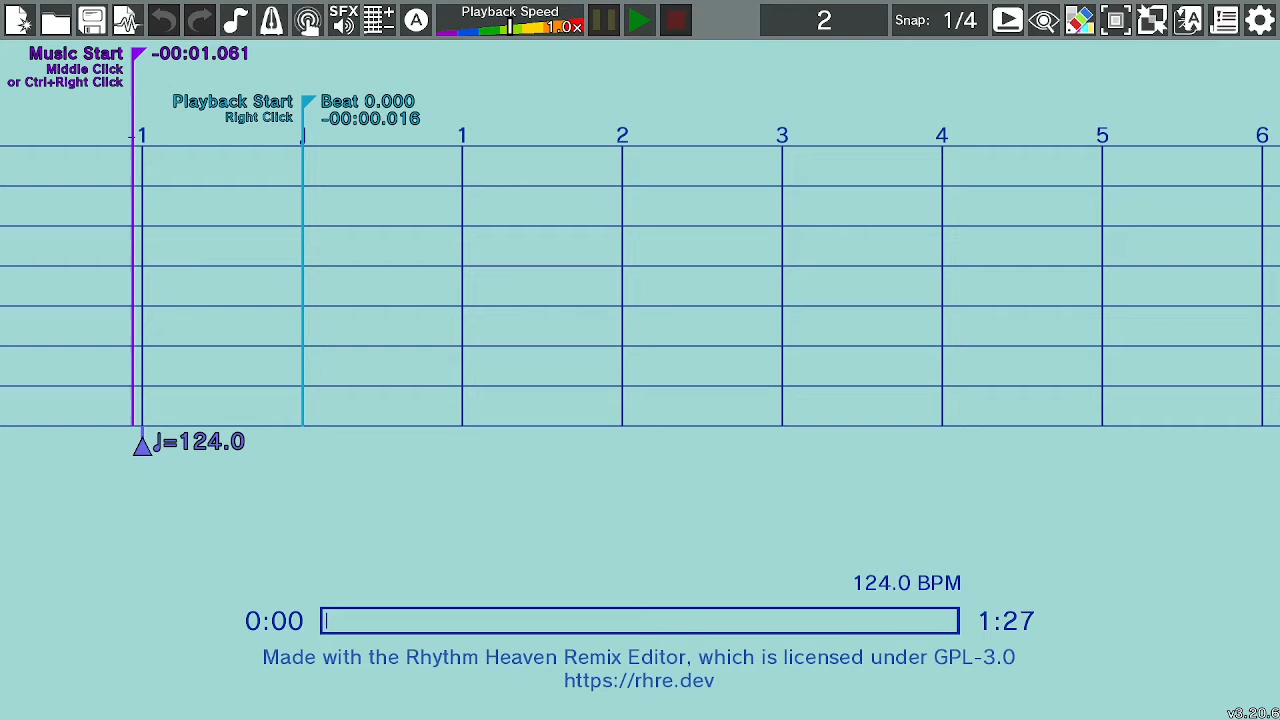 SFX
A
Playback Speed
1.0x
2
Snap: 1/4
A
Music Start
Middle Click
or Ctrl+Right Click
-00:01.061
Playback Start
Right Click
Beat 0.000
-00:00.016
-1 1 2 3 4 5 6
♩=124.0
124.0 BPM
0:00 1:27
Made with the Rhythm Heaven Remix Editor, which is licensed under GPL-3.0
https://rhre.dev
v3.20.6